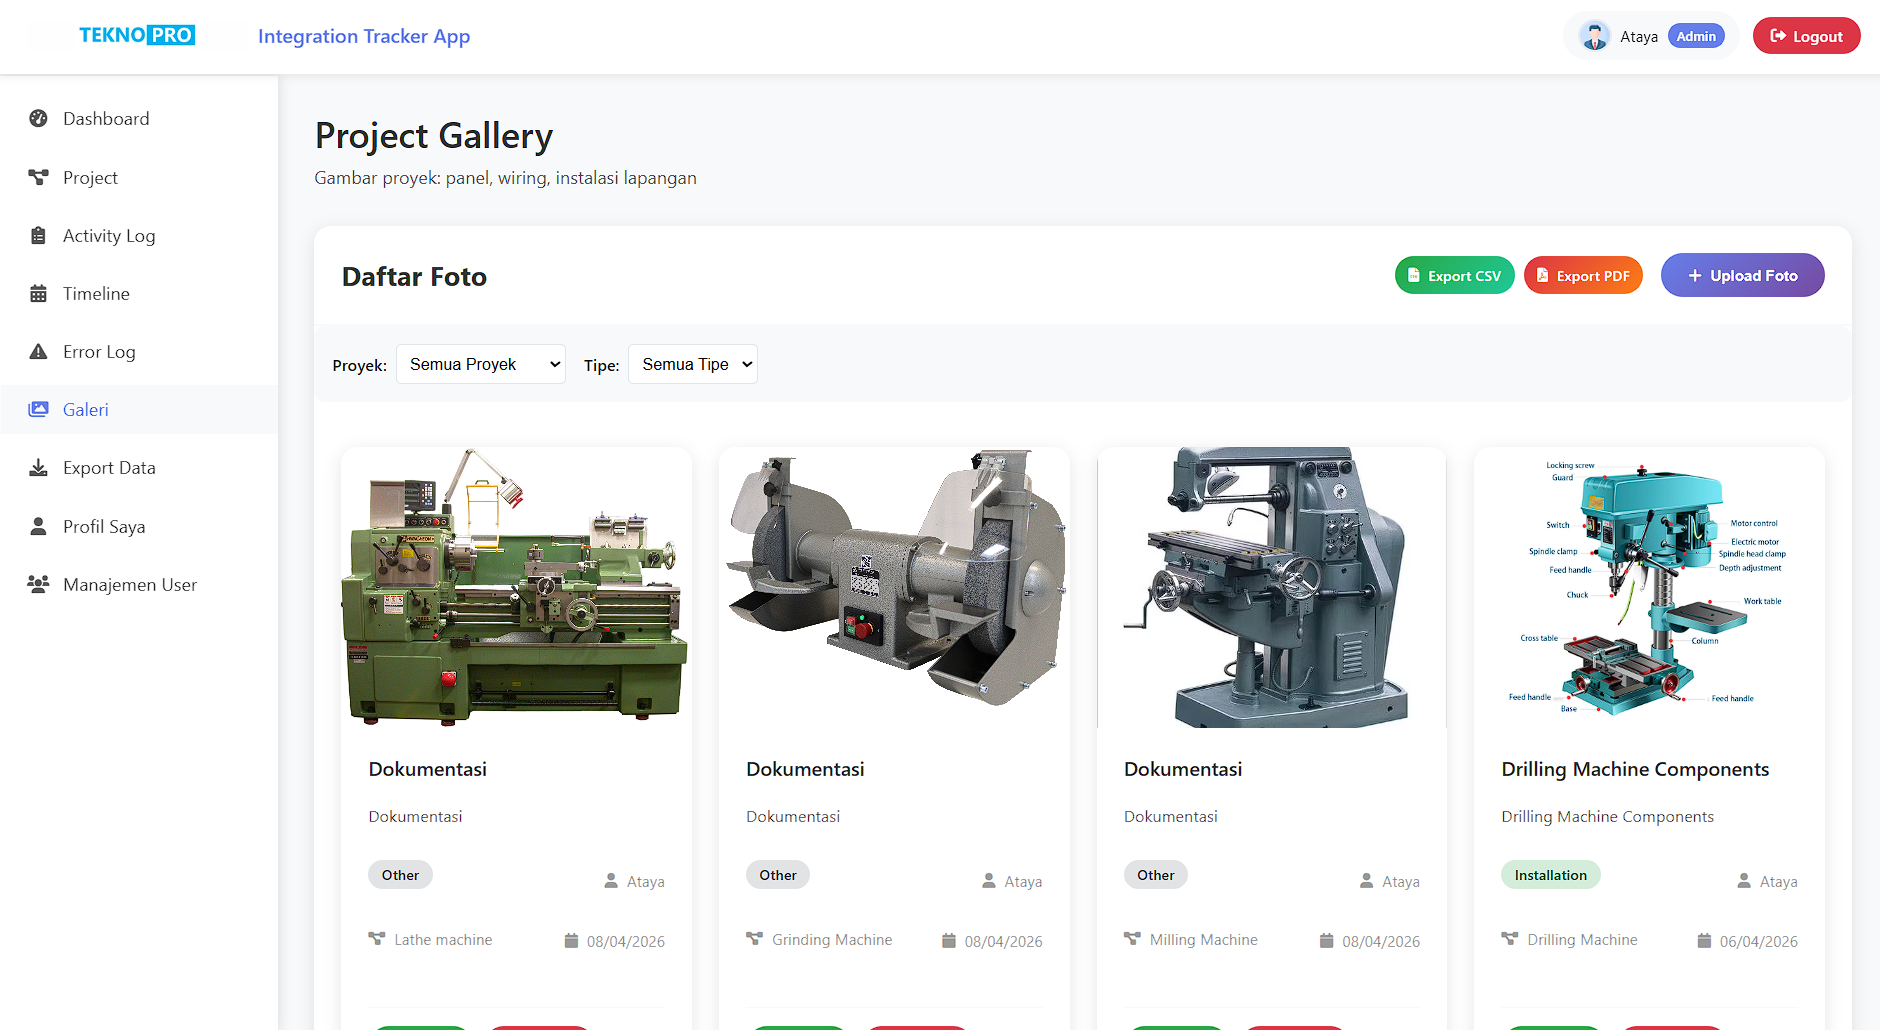 TEKNOPRO
Integration Tracker App
Ataya
Admin
Logout
Dashboard
Project
Activity Log
Timeline
Error Log
Galeri
Export Data
Profil Saya
Manajemen User
Project Gallery
Gambar proyek: panel, wiring, instalasi lapangan
Daftar Foto
Export CSV
Export PDF
Upload Foto
Proyek:
Semua Proyek
Tipe:
Semua Tipe
Locking screw
Guard
Switch
Spindle clamp
Feed handle
Chuck
Motor control
Electric motor
Spindle head clamp
Depth adjustment
Work table
Column
Cross table
Feed handle
Base
Feed handle
Dokumentasi
Dokumentasi
Other
Ataya
Lathe machine
08/04/2026
Dokumentasi
Dokumentasi
Other
Ataya
Grinding Machine
08/04/2026
Dokumentasi
Dokumentasi
Other
Ataya
Milling Machine
08/04/2026
Drilling Machine Components
Drilling Machine Components
Installation
Ataya
Drilling Machine
06/04/2026